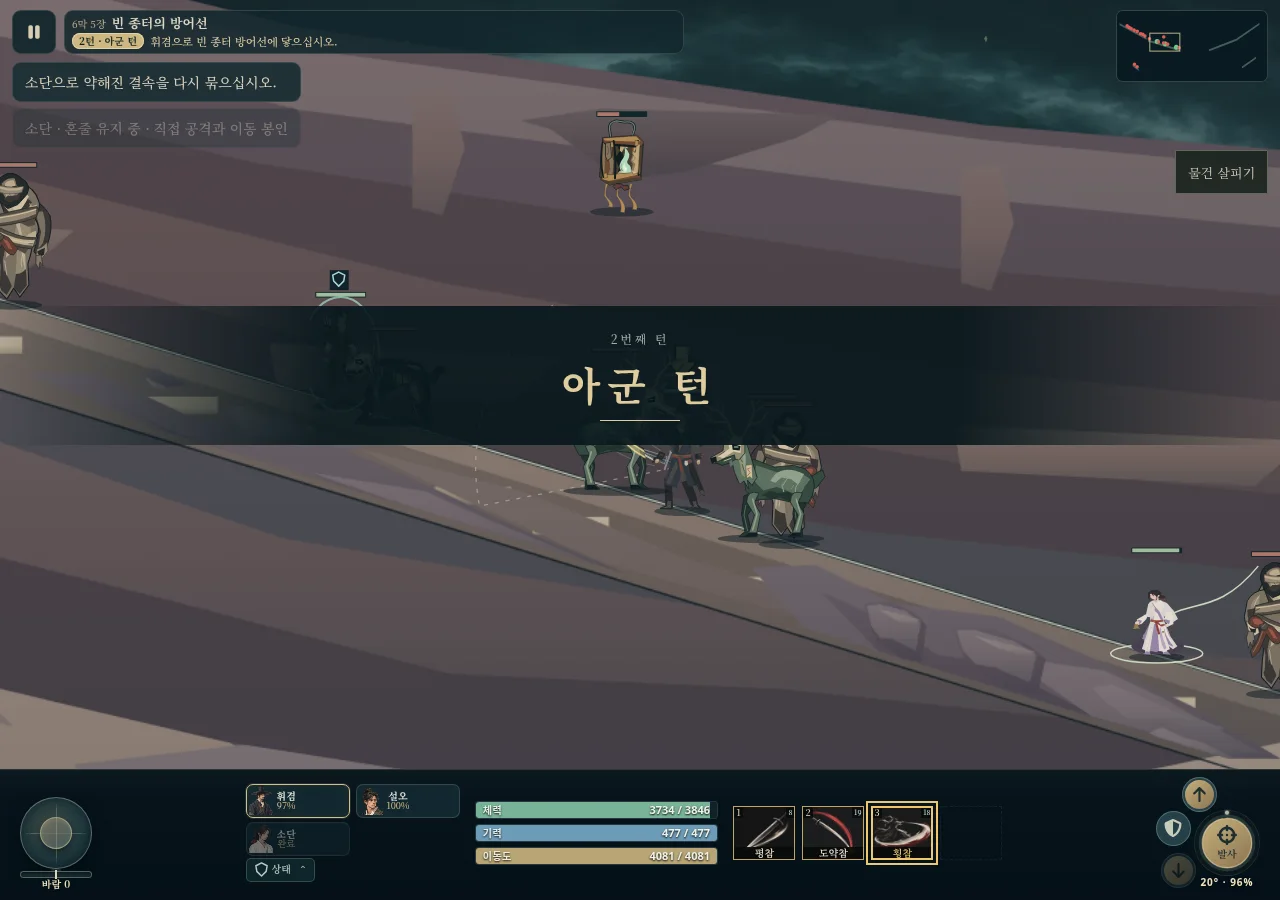 6막 5장 빈 종터의 방어선
2턴 · 아군 턴 휘겸으로 빈 종터 방어선에 닿으십시오.
소단으로 약해진 결속을 다시 묶으십시오.
소단 · 혼줄 유지 중 · 직접 공격과 이동 봉인
물건 살피기
2번째 턴
아군 턴
휘겸
97%
설오
100%
소단
완료
상태
체력 3734 / 3846
기력 477 / 477
이동도 4081 / 4081
1 8
평참
2 19
도약참
3 18
횡참
발사
20° · 96%
바람 0